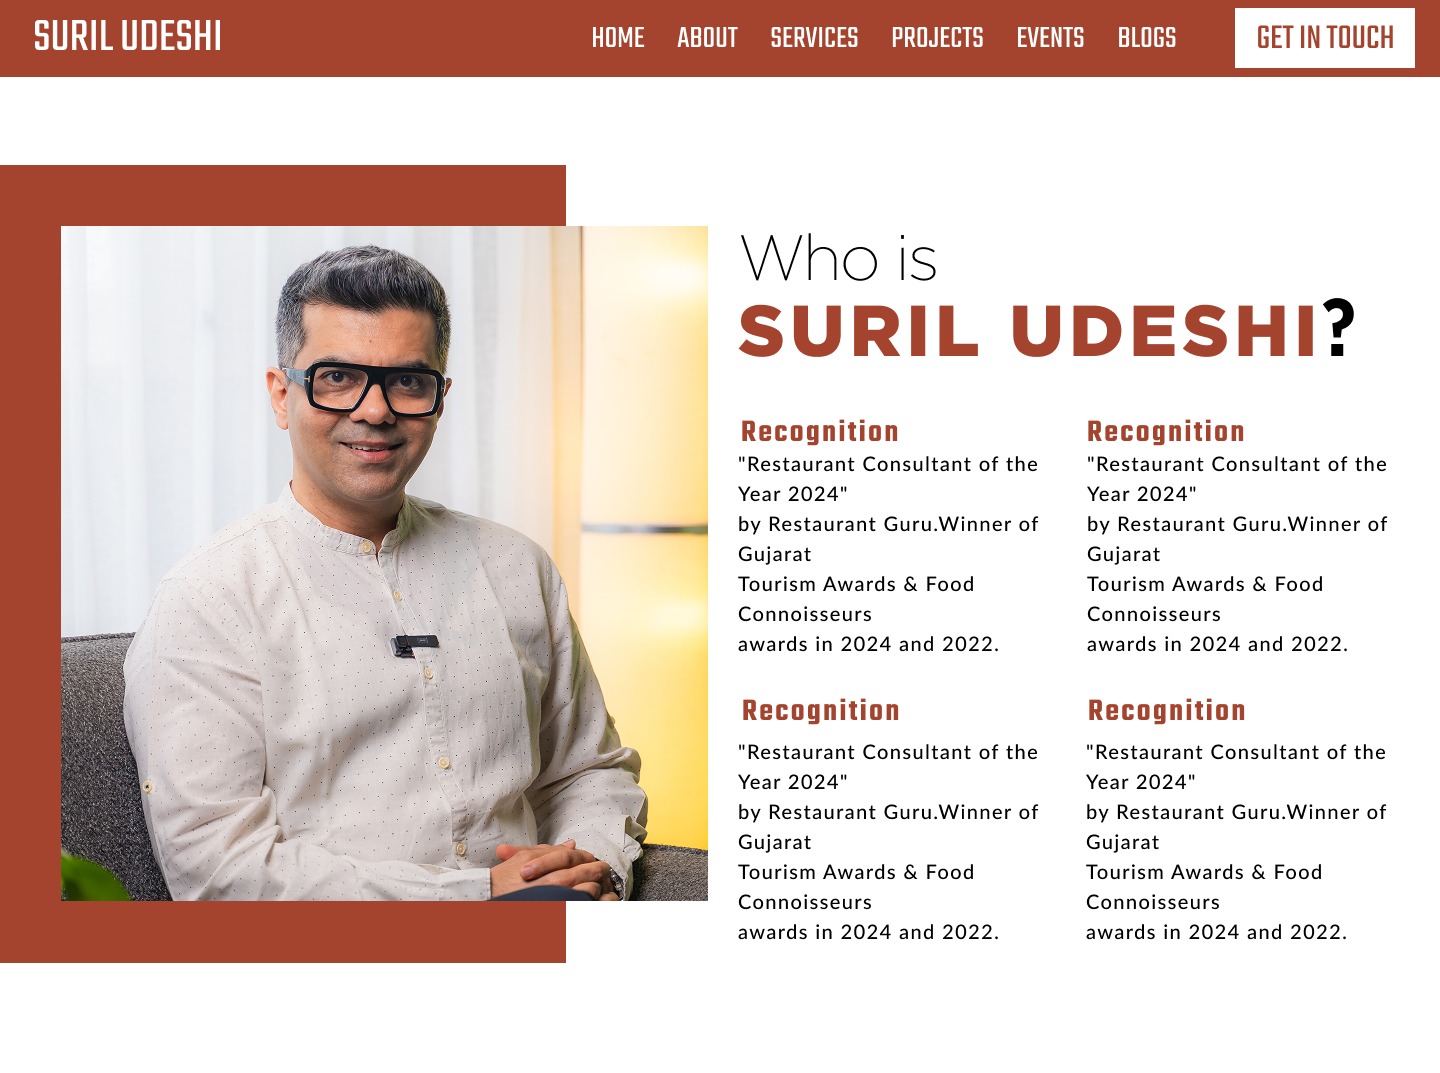 SURIL UDESHI
HOME ABOUT SERVICES PROJECTS EVENTS BLOGS GET IN TOUCH
Who is
SURIL UDESHI?
Recognition
"Restaurant Consultant of the
Year 2024"
by Restaurant Guru.Winner of
Gujarat
Tourism Awards & Food
Connoisseurs
awards in 2024 and 2022.
Recognition
"Restaurant Consultant of the
Year 2024"
by Restaurant Guru.Winner of
Gujarat
Tourism Awards & Food
Connoisseurs
awards in 2024 and 2022.
Recognition
"Restaurant Consultant of the
Year 2024"
by Restaurant Guru.Winner of
Gujarat
Tourism Awards & Food
Connoisseurs
awards in 2024 and 2022.
Recognition
"Restaurant Consultant of the
Year 2024"
by Restaurant Guru.Winner of
Gujarat
Tourism Awards & Food
Connoisseurs
awards in 2024 and 2022.